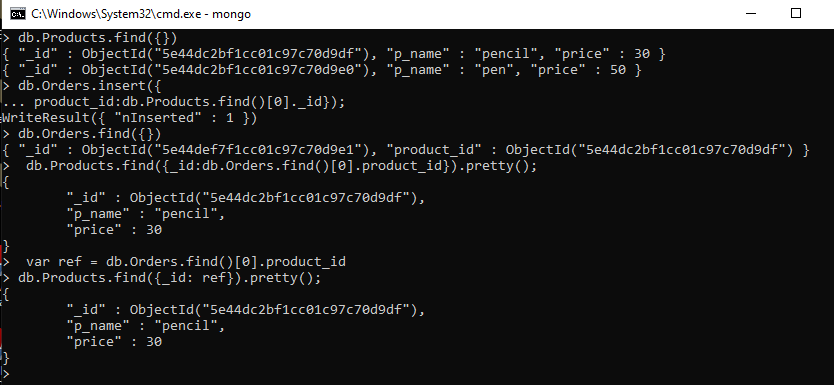 C:\Windows\System32\cmd.exe - mongo
> db.Products.find({})
{ "_id" : ObjectId("5e44dc2bf1cc01c97c70d9df"), "p_name" : "pencil", "price" : 30 }
{ "_id" : ObjectId("5e44dc2bf1cc01c97c70d9e0"), "p_name" : "pen", "price" : 50 }
> db.Orders.insert({
... product_id:db.Products.find()[0]._id});
WriteResult({ "nInserted" : 1 })
> db.Orders.find({})
{ "_id" : ObjectId("5e44def7f1cc01c97c70d9e1"), "product_id" : ObjectId("5e44dc2bf1cc01c97c70d9df") }
>  db.Products.find({_id:db.Orders.find()[0].product_id}).pretty();
{
        "_id" : ObjectId("5e44dc2bf1cc01c97c70d9df"),
        "p_name" : "pencil",
        "price" : 30
}
>  var ref = db.Orders.find()[0].product_id
> db.Products.find({_id: ref}).pretty();
{
        "_id" : ObjectId("5e44dc2bf1cc01c97c70d9df"),
        "p_name" : "pencil",
        "price" : 30
}
>